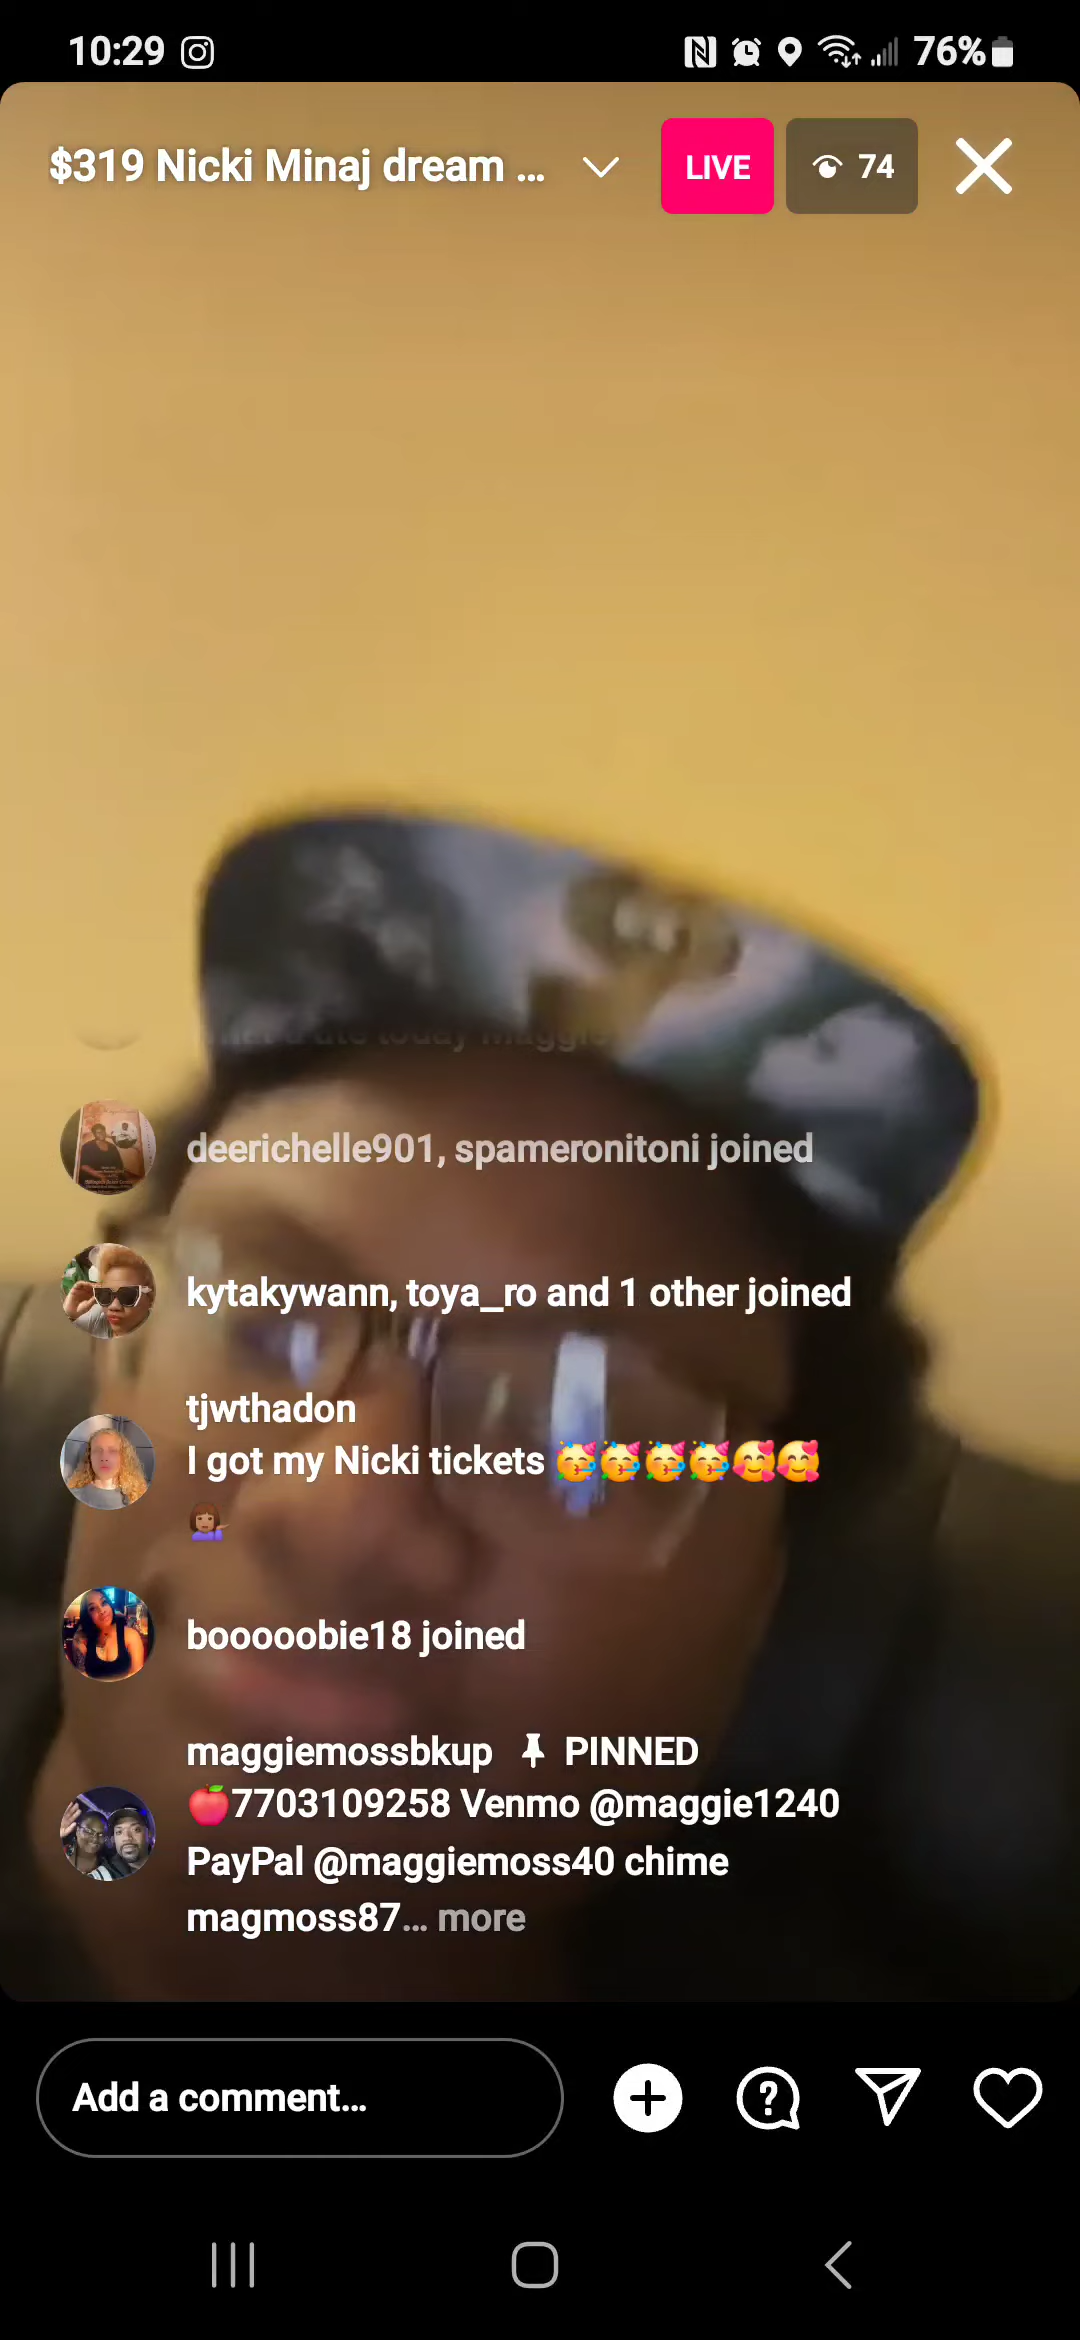 10:29
76%
$319 Nicki Minaj dream ...
LIVE
74
deerichelle901, spameronitoni joined
kytakywann, toya_ro and 1 other joined
tjwthadon
I got my Nicki tickets 🥳🥳🥳🥳🥰🥰
💁🏽‍♀️
booooobie18 joined
maggiemossbkup 📌 PINNED
🍎7703109258 Venmo @maggie1240
PayPal @maggiemoss40 chime
magmoss87... more
Add a comment...